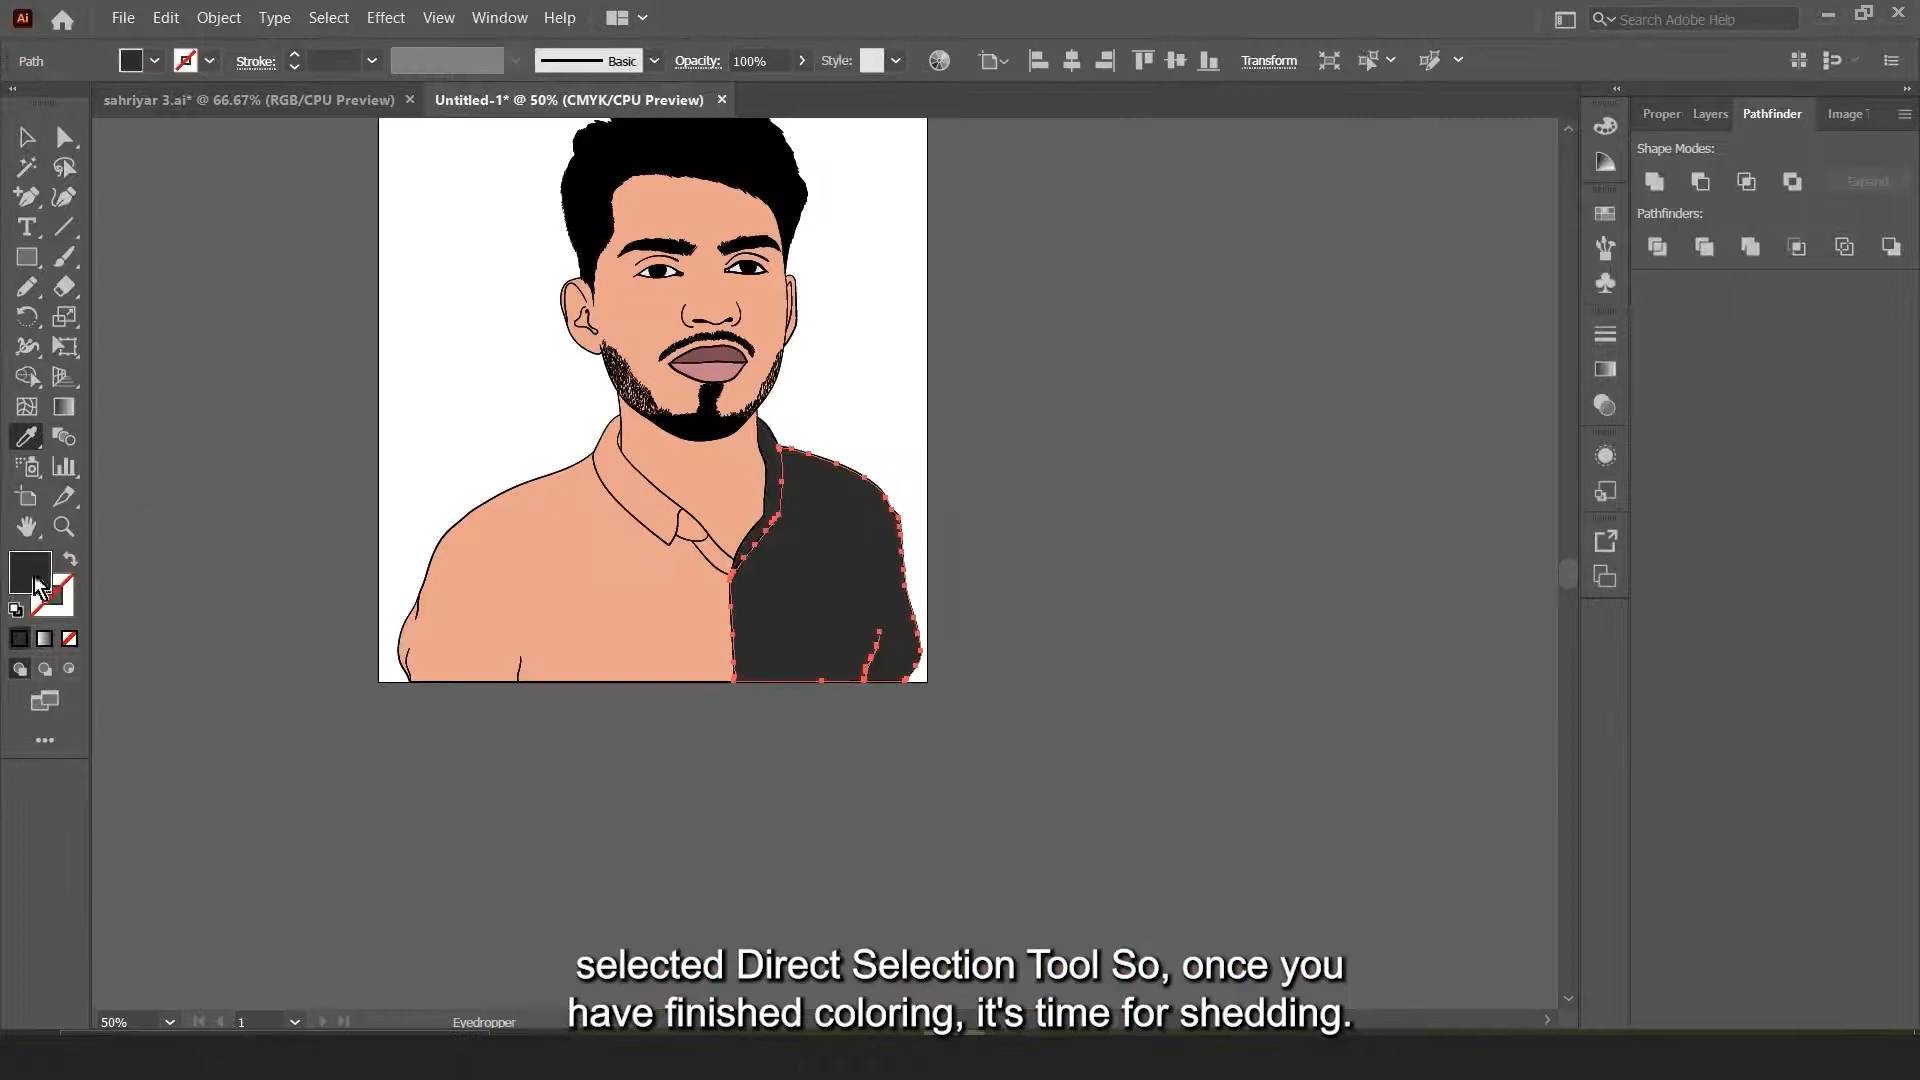 Ai File Edit Object Type Select Effect View Window Help Search Adobe Help
Path Stroke: Basic Opacity: 100% Style: Transform
sahriyar 3.ai* @ 66.67% (RGB/CPU Preview) Untitled-1* @ 50% (CMYK/CPU Preview)
Proper Layers Pathfinder Image T
Shape Modes:
Expand
Pathfinders:
selected Direct Selection Tool So, once you
have finished coloring, it's time for shedding.
50% 1 Eyedropper